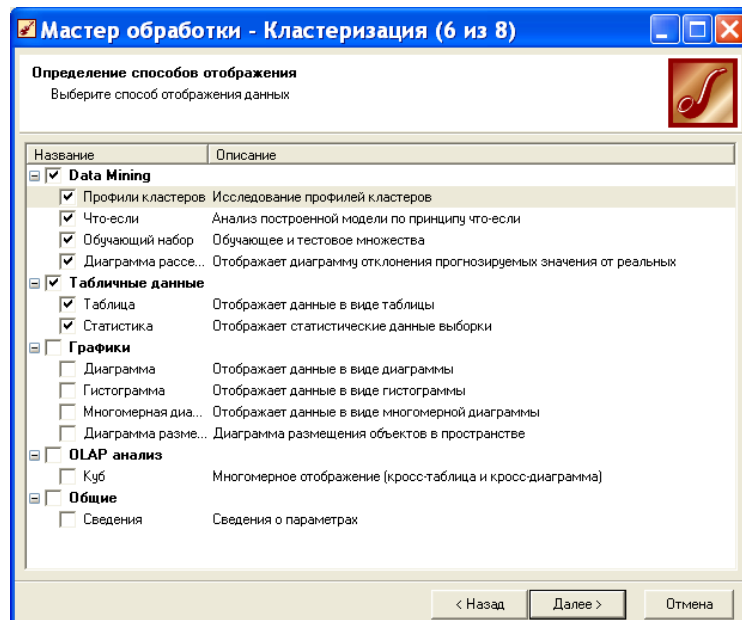 Мастер обработки - Кластеризация (6 из 8)
Определение способов отображения
Выберите способ отображения данных
Название Описание
Data Mining
Профили кластеров Исследование профилей кластеров
Что-если Анализ построенной модели по принципу что-если
Обучающий набор Обучающее и тестовое множества
Диаграмма рассе... Отображает диаграмму отклонения прогнозируемых значения от реальных
Табличные данные
Таблица Отображает данные в виде таблицы
Статистика Отображает статистические данные выборки
Графики
Диаграмма Отображает данные в виде диаграммы
Гистограмма Отображает данные в виде гистограммы
Многомерная диа... Отображает данные в виде многомерной диаграммы
Диаграмма разме... Диаграмма размещения объектов в пространстве
OLAP анализ
Куб Многомерное отображение (кросс-таблица и кросс-диаграмма)
Общие
Сведения Сведения о параметрах
< Назад Далее > Отмена